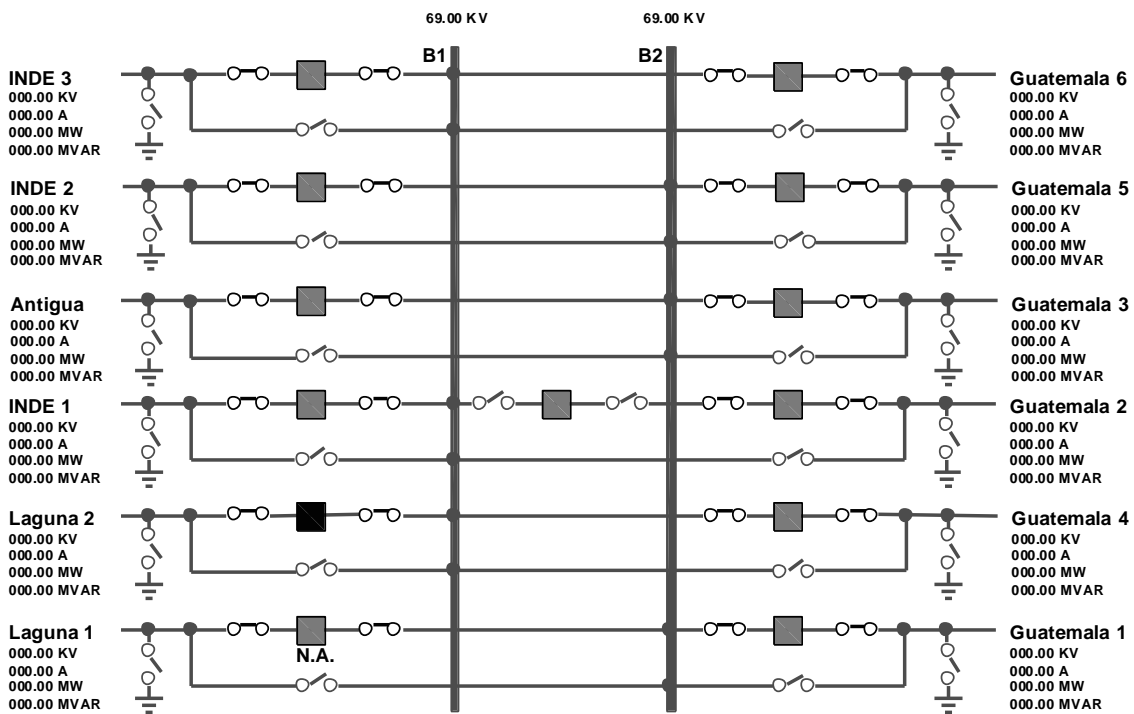 69.00 KV
69.00 KV
B1
B2
INDE 3
000.00 KV
000.00 A
000.00 MW
000.00 MVAR
Guatemala 6
000.00 KV
000.00 A
000.00 MW
000.00 MVAR
INDE 2
000.00 KV
000.00 A
000.00 MW
000.00 MVAR
Guatemala 5
000.00 KV
000.00 A
000.00 MW
000.00 MVAR
Antigua
000.00 KV
000.00 A
000.00 MW
000.00 MVAR
Guatemala 3
000.00 KV
000.00 A
000.00 MW
000.00 MVAR
INDE 1
000.00 KV
000.00 A
000.00 MW
000.00 MVAR
Guatemala 2
000.00 KV
000.00 A
000.00 MW
000.00 MVAR
Laguna 2
000.00 KV
000.00 A
000.00 MW
000.00 MVAR
Guatemala 4
000.00 KV
000.00 A
000.00 MW
000.00 MVAR
Laguna 1
000.00 KV
000.00 A
000.00 MW
000.00 MVAR
N.A.
Guatemala 1
000.00 KV
000.00 A
000.00 MW
000.00 MVAR